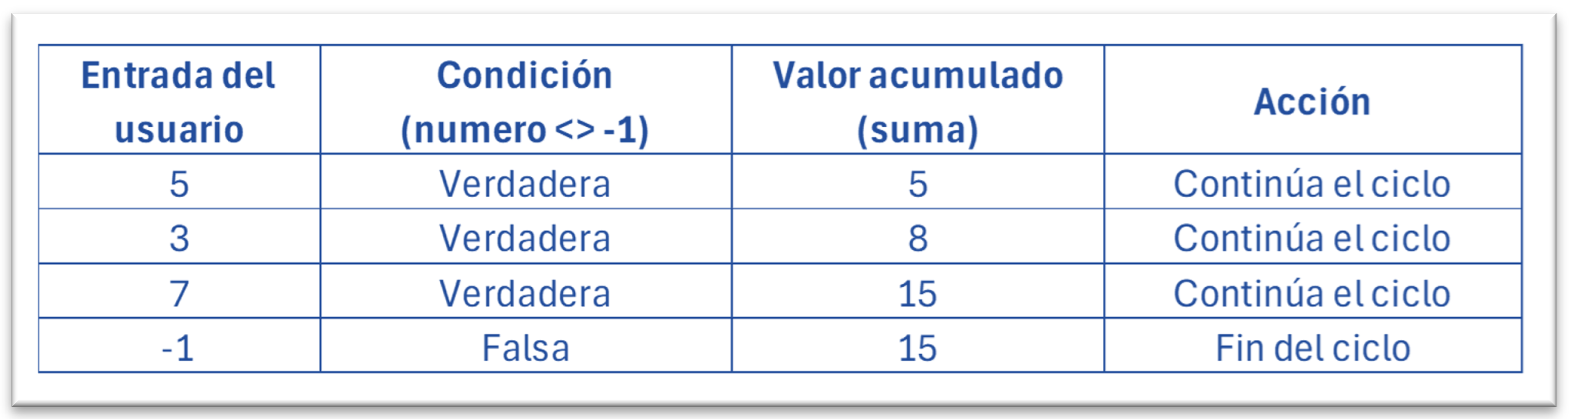 Entrada del usuario | Condición (numero <> -1) | Valor acumulado (suma) | Acción
5 | Verdadera | 5 | Continúa el ciclo
3 | Verdadera | 8 | Continúa el ciclo
7 | Verdadera | 15 | Continúa el ciclo
-1 | Falsa | 15 | Fin del ciclo